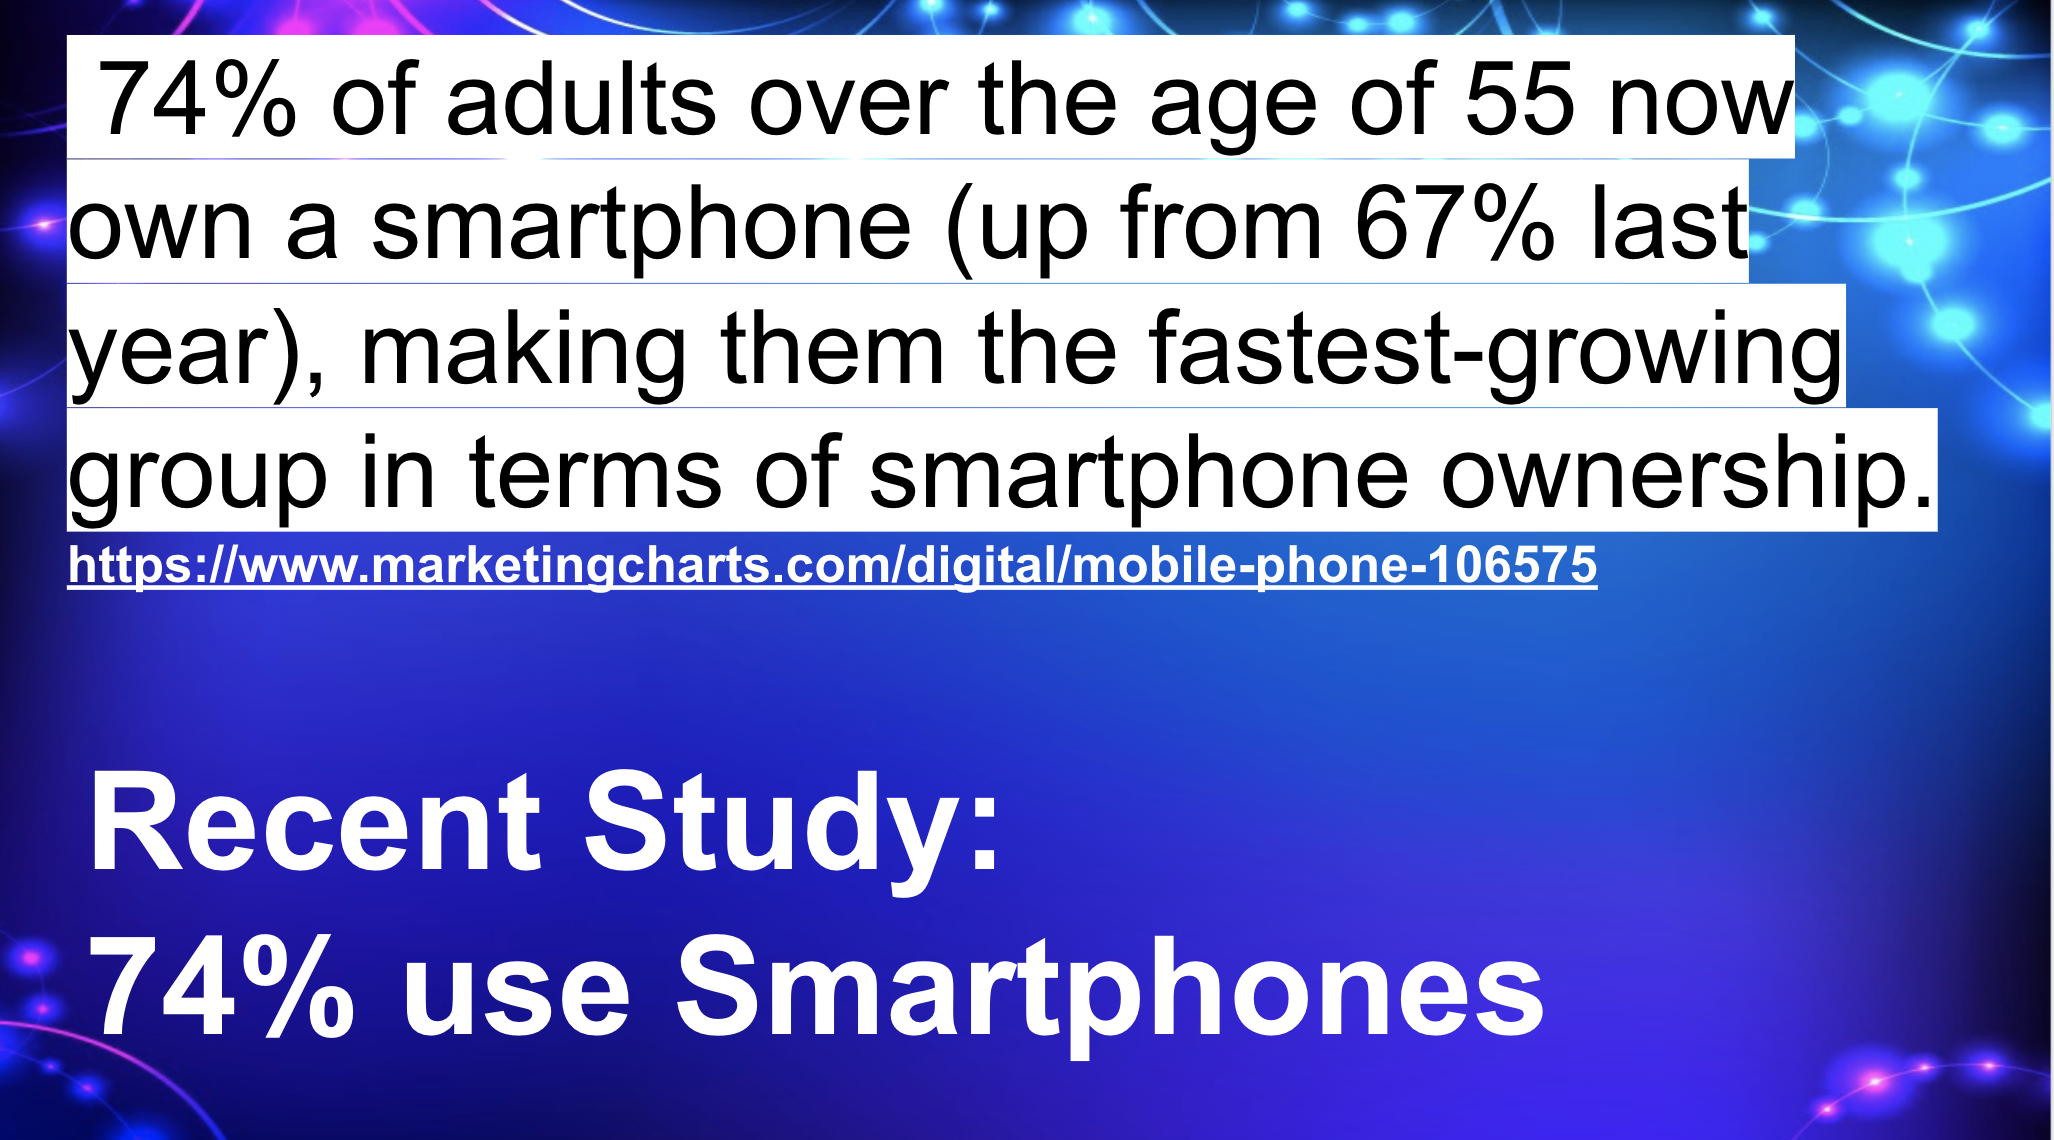 74% of adults over the age of 55 now
own a smartphone (up from 67% last
year), making them the fastest-growing
group in terms of smartphone ownership.
https://www.marketingcharts.com/digital/mobile-phone-106575
Recent Study:
74% use Smartphones